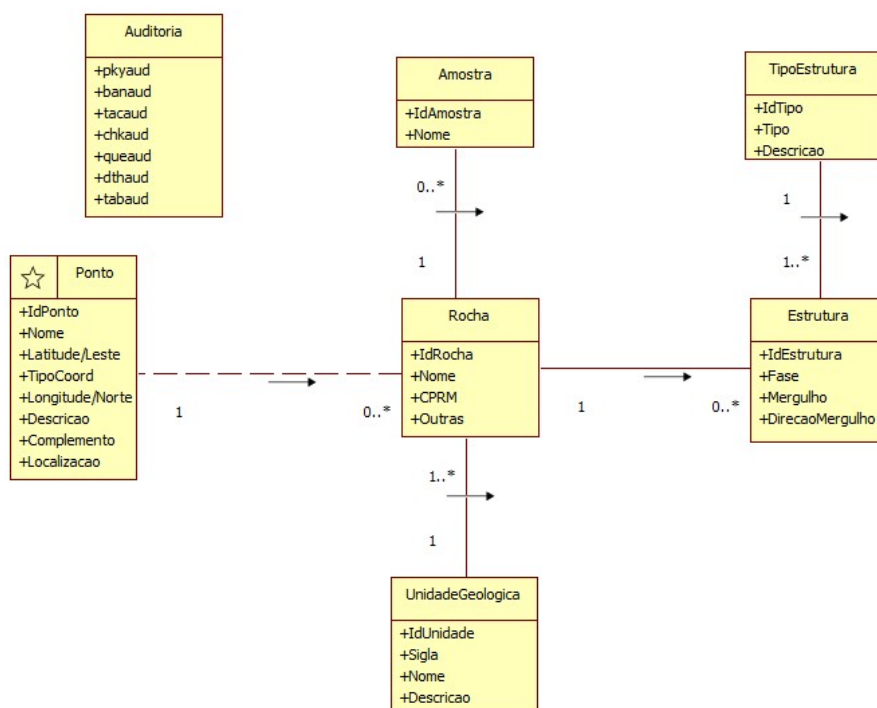 Auditoria
+pkyaud
+banaud
+tacaud
+chkaud
+queaud
+dthaud
+tabaud
Amostra
+IdAmostra
+Nome
TipoEstrutura
+IdTipo
+Tipo
+Descricao
0..*
1
1
1..*
Ponto
+IdPonto
+Nome
+Latitude/Leste
+TipoCoord
+Longitude/Norte
+Descricao
+Complemento
+Localizacao
1
0..*
Rocha
+IdRocha
+Nome
+CPRM
+Outras
1
0..*
Estrutura
+IdEstrutura
+Fase
+Mergulho
+DirecaoMergulho
1..*
1
UnidadeGeologica
+IdUnidade
+Sigla
+Nome
+Descricao